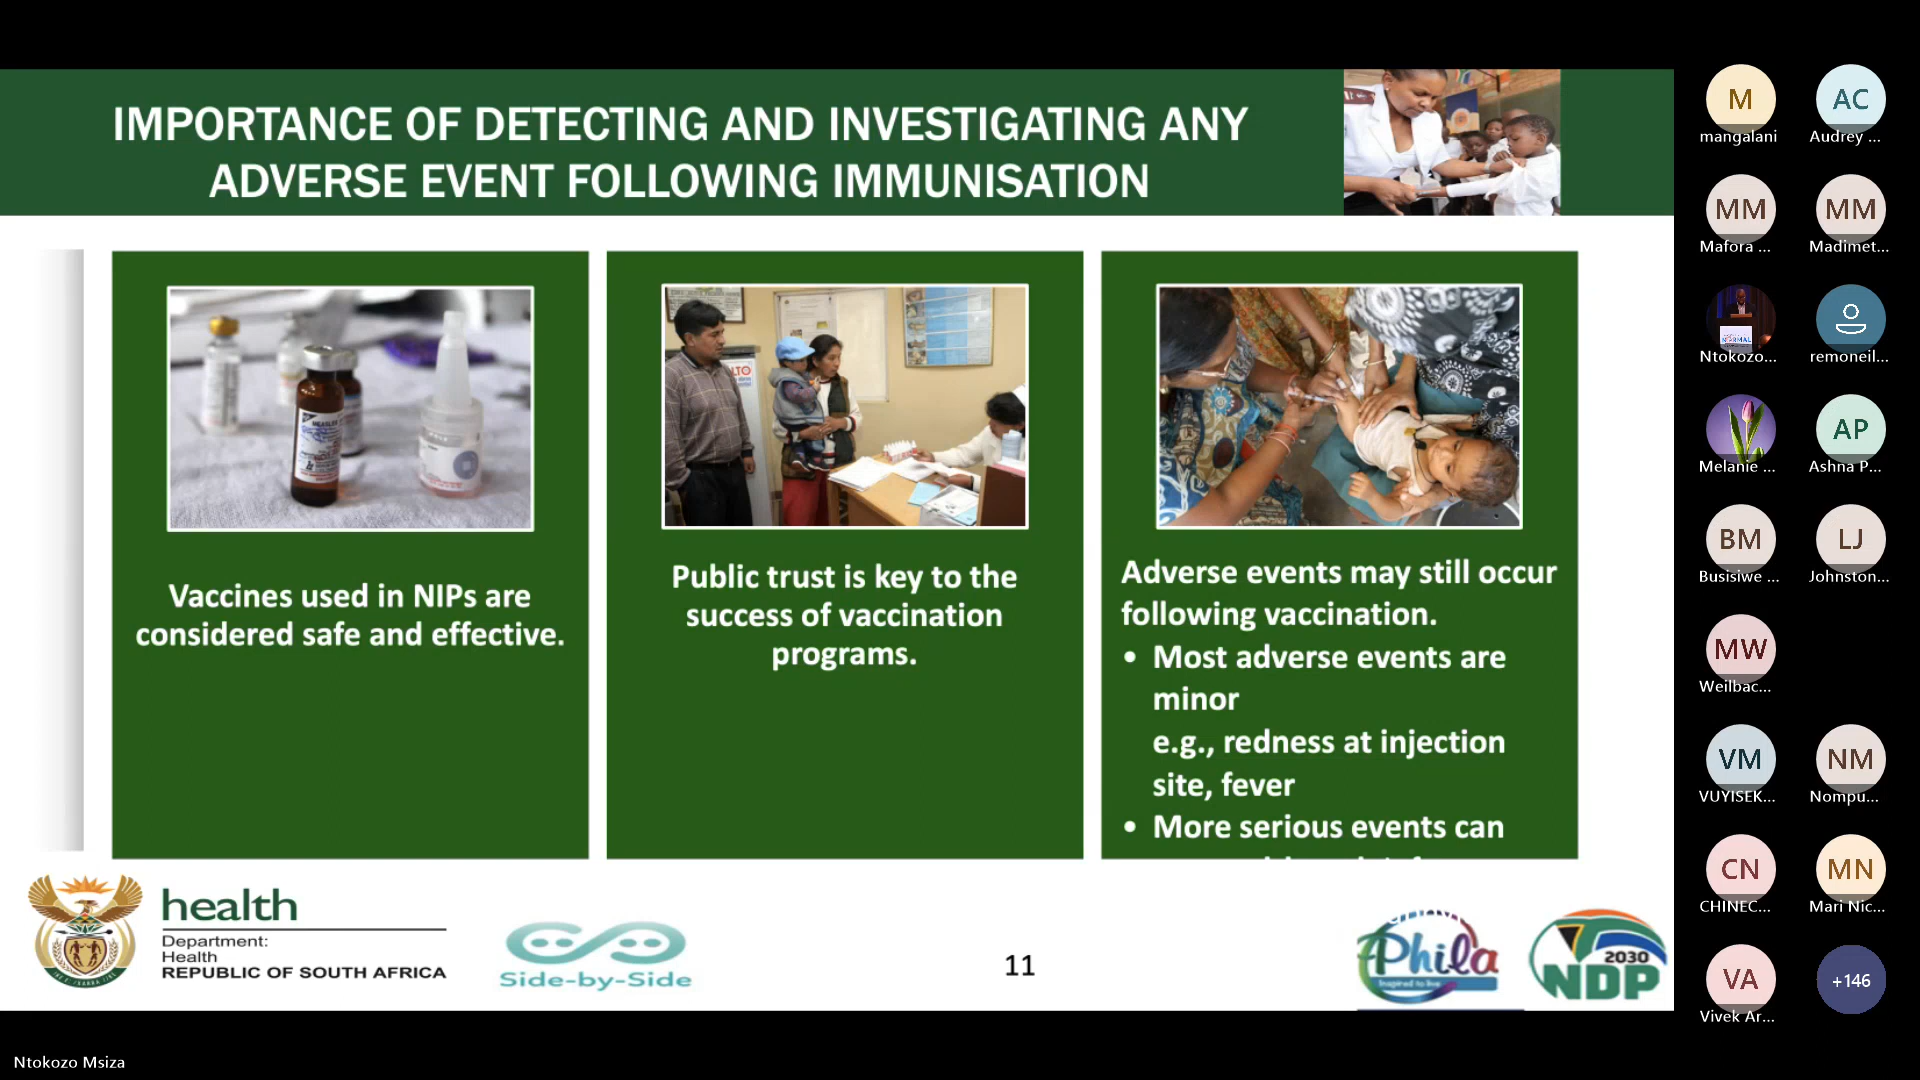 IMPORTANCE OF DETECTING AND INVESTIGATING ANY
ADVERSE EVENT FOLLOWING IMMUNISATION
Vaccines used in NIPs are
considered safe and effective.
Public trust is key to the
success of vaccination
programs.
Adverse events may still occur
following vaccination.
• Most adverse events are
minor
e.g., redness at injection
site, fever
• More serious events can
health
Department:
Health
REPUBLIC OF SOUTH AFRICA
Side-by-Side
11
Phila
Inspired to live
2030
NDP
M
mangalani
AC
Audrey ...
MM
Mafora ...
MM
Madimet...
Ntokozo...
remoneil...
Melanie ...
AP
Ashna P...
BM
Busisiwe ...
LJ
Johnston...
MW
Weilbac...
VM
VUYISEK...
NM
Nompu...
CN
CHINEC...
MN
Mari Nic...
VA
Vivek Ar...
+146
Ntokozo Msiza